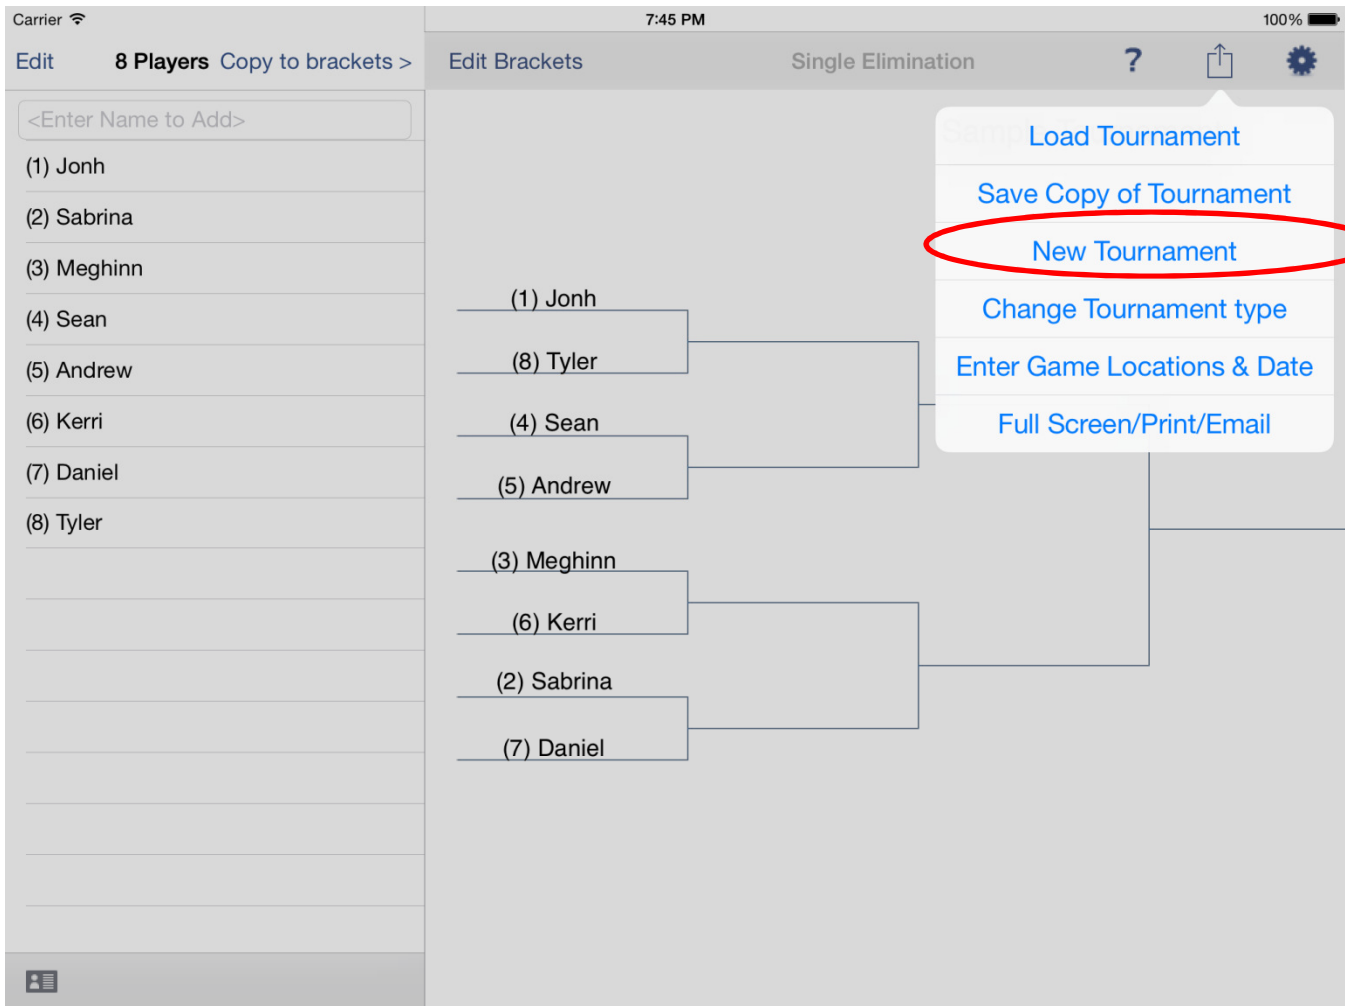 Carrier 7:45 PM 100%
Edit 8 Players Copy to brackets > Edit Brackets Single Elimination ?
<Enter Name to Add>
(1) Jonh
(2) Sabrina
(3) Meghinn
(4) Sean
(5) Andrew
(6) Kerri
(7) Daniel
(8) Tyler
(1) Jonh
(8) Tyler
(4) Sean
(5) Andrew
(3) Meghinn
(6) Kerri
(2) Sabrina
(7) Daniel
Load Tournament
Save Copy of Tournament
New Tournament
Change Tournament type
Enter Game Locations & Date
Full Screen/Print/Email